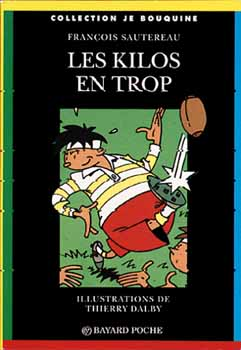 COLLECTION JE BOUQUINE
FRANÇOIS SAUTEREAU
LES KILOS
EN TROP
ILLUSTRATIONS DE
THIERRY DALBY
BAYARD POCHE